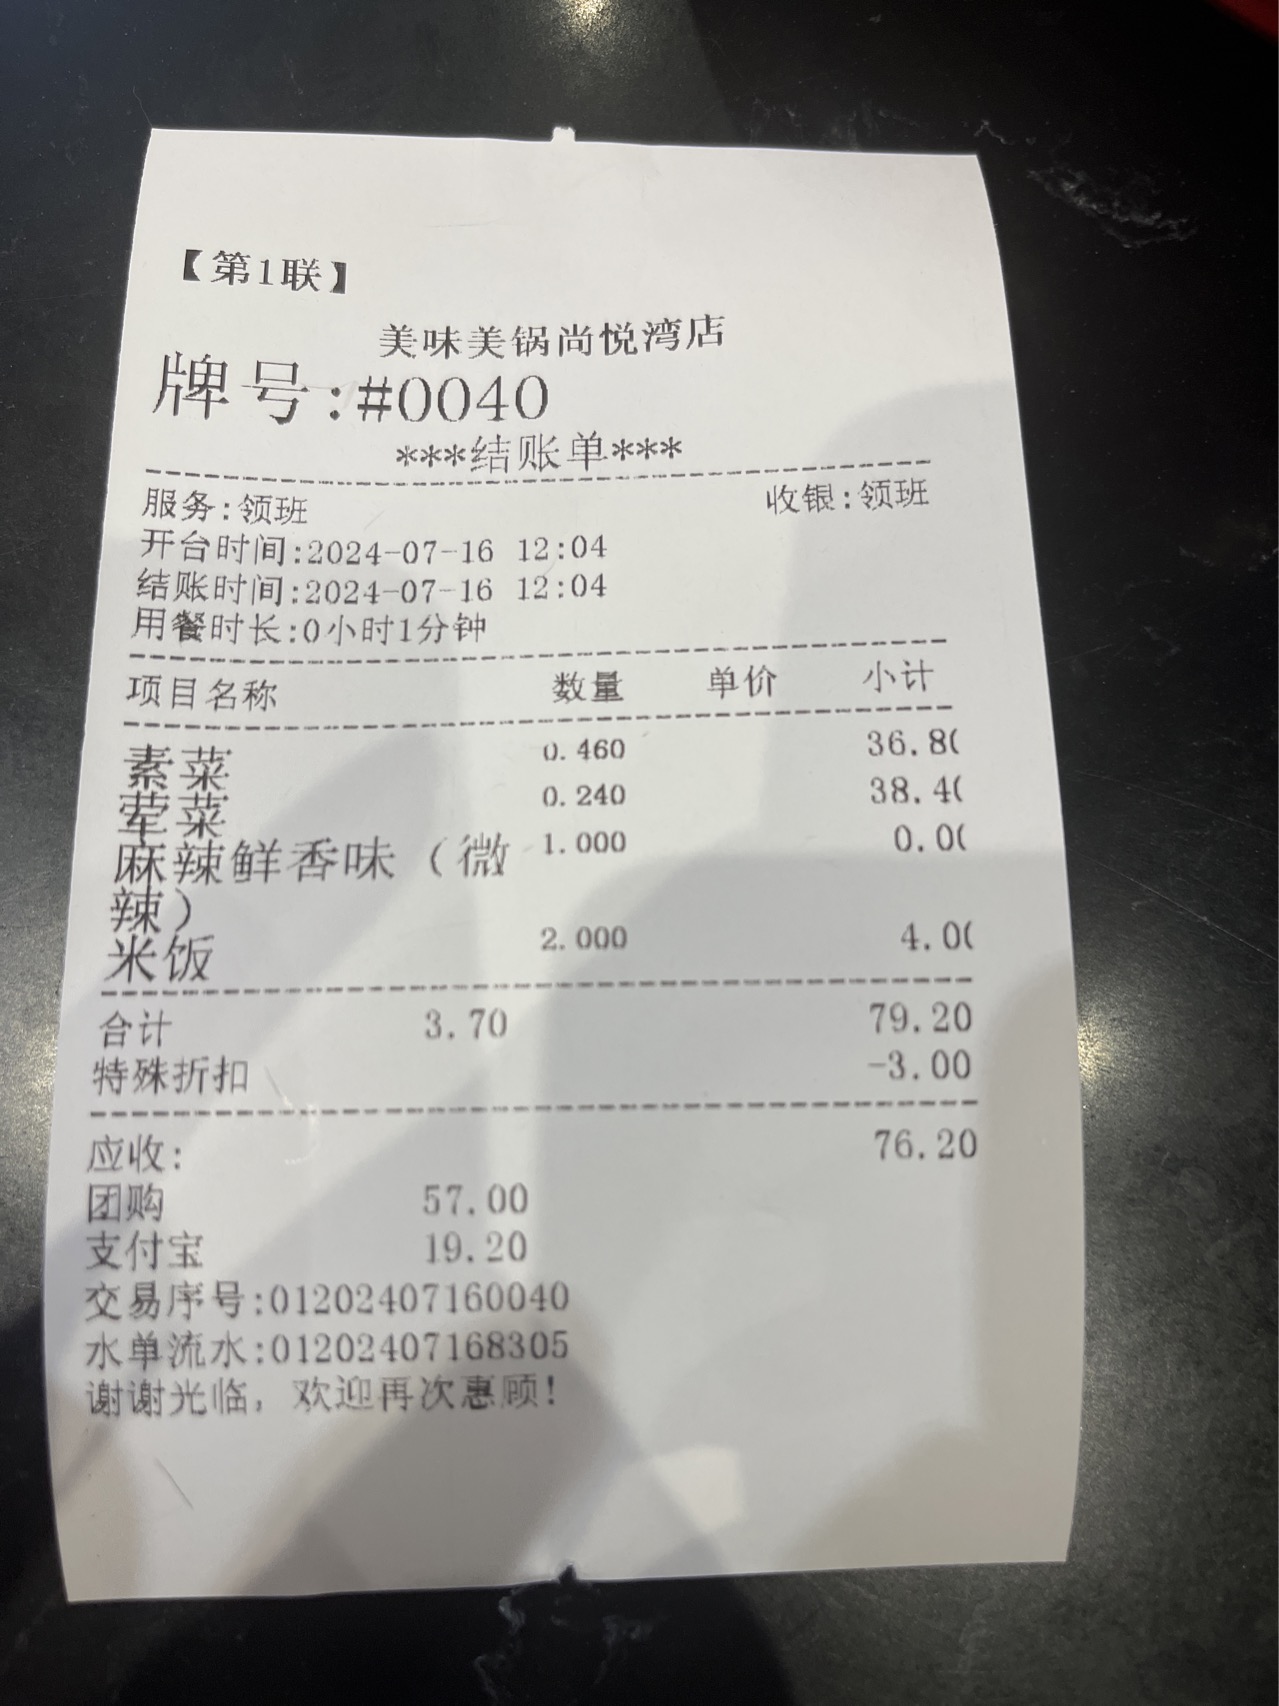 【第1联】
美味美锅尚悦湾店
牌号:#0040
***结账单***
服务:领班 收银:领班
开台时间:2024-07-16 12:04
结账时间:2024-07-16 12:04
用餐时长:0小时1分钟
项目名称 数量 单价 小计
素菜 0.460 36.8
荤菜 0.240 38.4
麻辣鲜香味（微 1.000 0.0
辣）
米饭 2.000 4.0
合计 3.70 79.20
特殊折扣 -3.00
应收: 76.20
团购 57.00
支付宝 19.20
交易序号:01202407160040
水单流水:01202407168305
谢谢光临，欢迎再次惠顾!